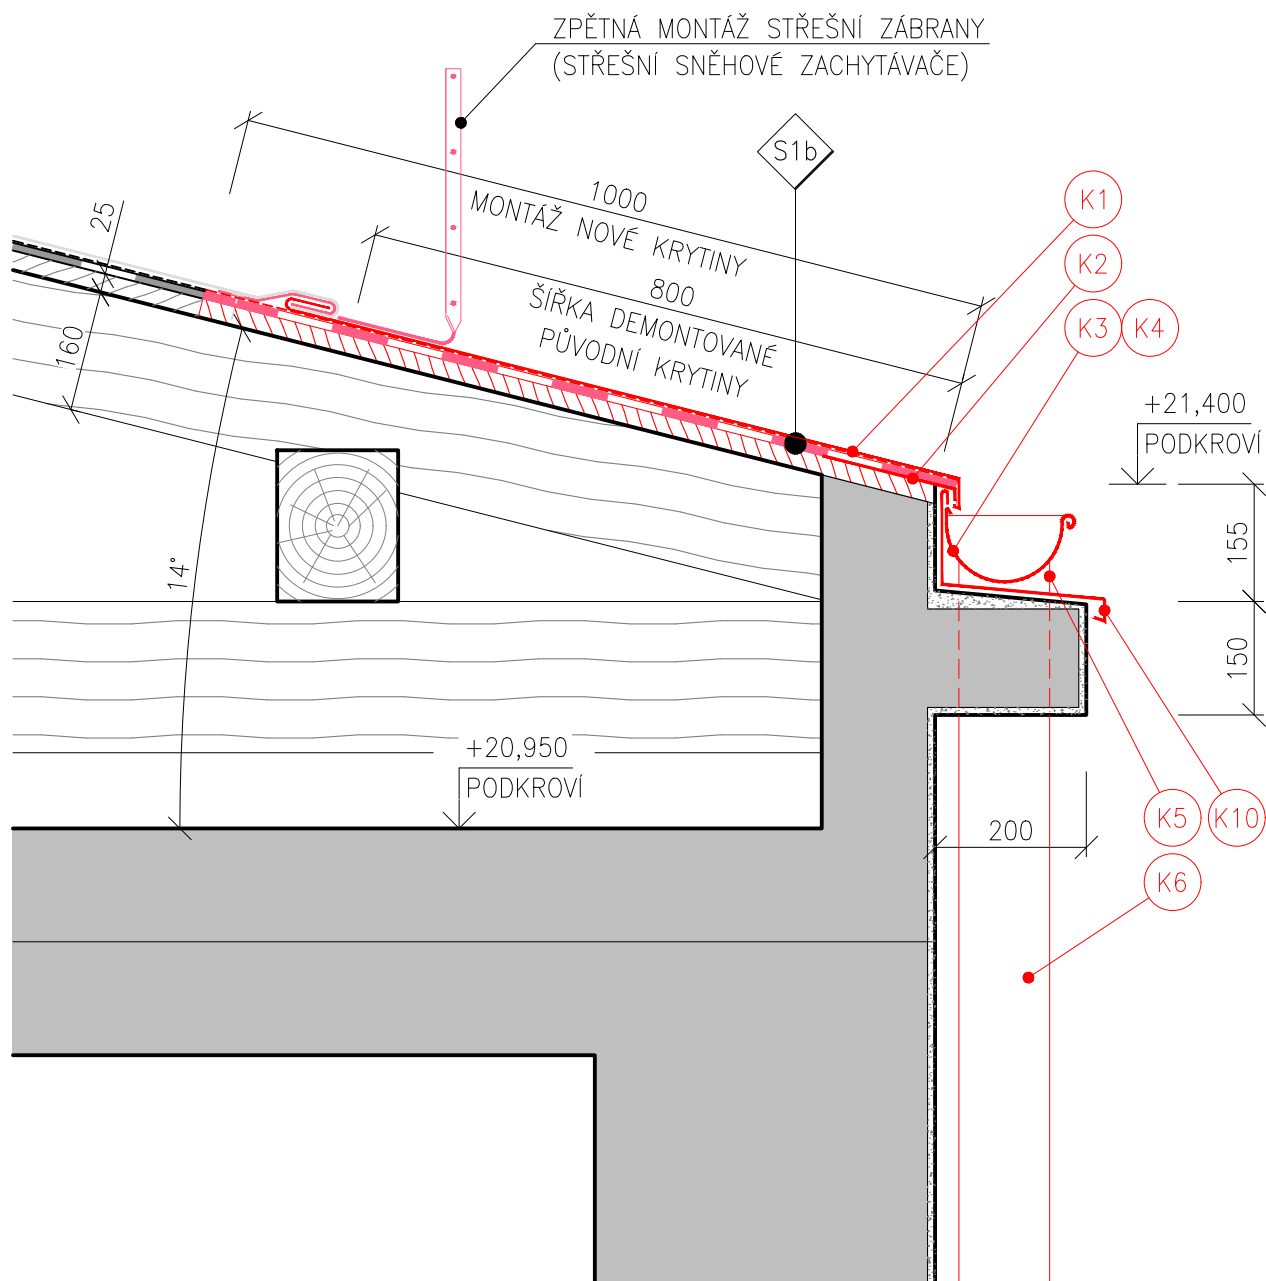 ZPĚTNÁ MONTÁŽ STŘEŠNÍ ZÁBRANY
(STŘEŠNÍ SNĚHOVÉ ZACHYTÁVAČE)
S1b
1000
MONTÁŽ NOVÉ KRYTINY
800
ŠÍŘKA DEMONTOVANÉ
PŮVODNÍ KRYTINY
25
160
14°
K1
K2
K3 K4
+21,400
PODKROVÍ
155
150
+20,950
PODKROVÍ
200
K5 K10
K6